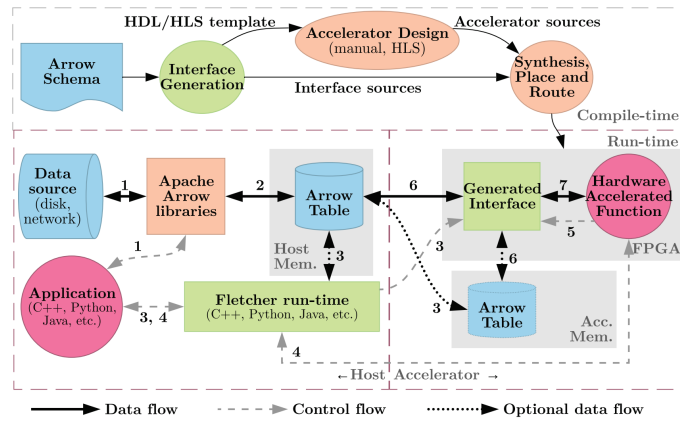 HDL/HLS template
Accelerator sources
Arrow
Schema
Interface
Generation
Accelerator Design
(manual, HLS)
Interface sources
Synthesis,
Place and
Route
Compile-time
Run-time
Data
source
(disk,
network)
1
Apache
Arrow
libraries
2
Arrow
Table
6
Generated
Interface
7
Hardware
Accelerated
Function
5
FPGA
1
Host
Mem.
3
3
6
Application
(C++, Python,
Java, etc.)
3, 4
Fletcher run-time
(C++, Python, Java, etc.)
3
Arrow
Table
Acc.
Mem.
4
←Host Accelerator →
Data flow
Control flow
Optional data flow